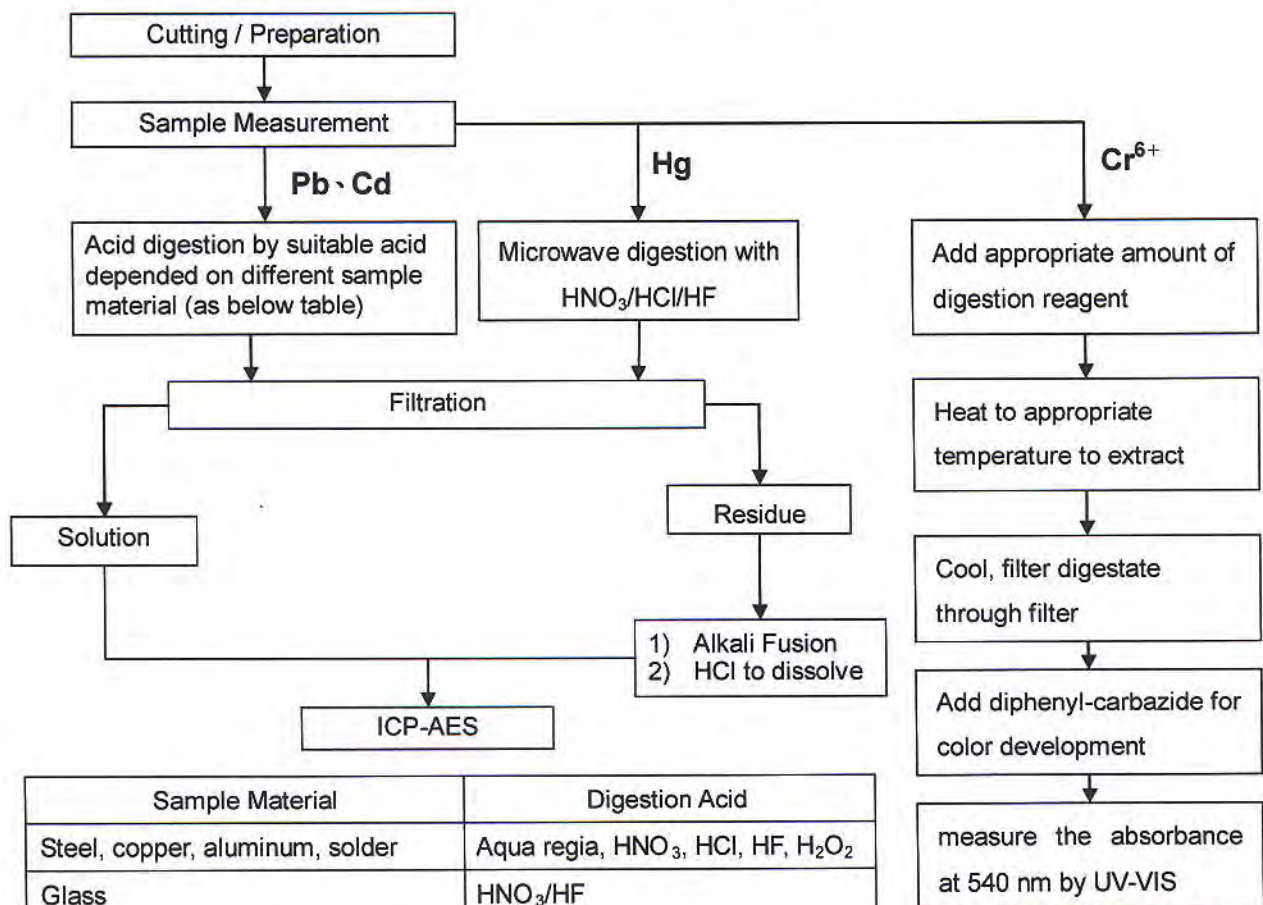 Cutting / Preparation
Sample Measurement
Pb、Cd
Hg
Cr⁶⁺
Acid digestion by suitable acid
depended on different sample
material (as below table)
Microwave digestion with
HNO₃/HCl/HF
Add appropriate amount of
digestion reagent
Filtration
Heat to appropriate
temperature to extract
Solution
Residue
Cool, filter digestate
through filter
1) Alkali Fusion
2) HCl to dissolve
ICP-AES
Add diphenyl-carbazide for
color development
Sample Material Digestion Acid
Steel, copper, aluminum, solder Aqua regia, HNO₃, HCl, HF, H₂O₂
Glass HNO₃/HF
measure the absorbance
at 540 nm by UV-VIS